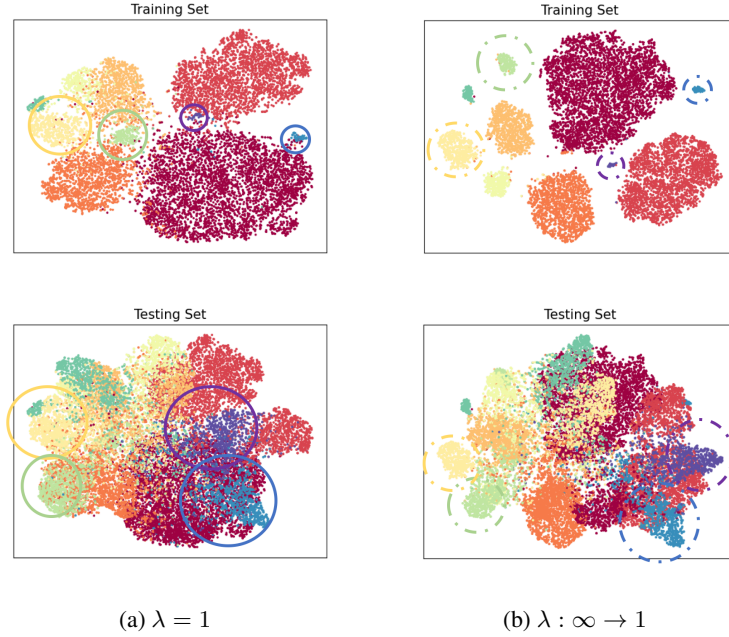 Training Set
Training Set
Testing Set
Testing Set
(a) λ = 1
(b) λ : ∞ → 1